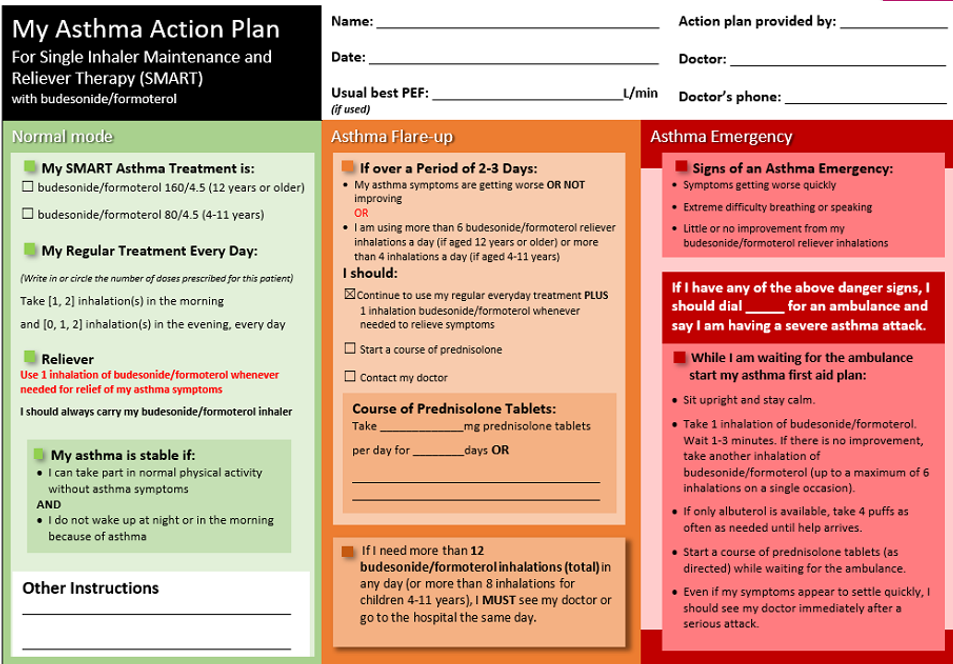 My Asthma Action Plan
For Single Inhaler Maintenance and
Reliever Therapy (SMART)
with budesonide/formoterol
Name: ____________________
Date: ____________________
Usual best PEF: ____________________L/min
(if used)
Action plan provided by: ____________________
Doctor: ____________________
Doctor's phone: ____________________
Normal mode
My SMART Asthma Treatment is:
☐ budesonide/formoterol 160/4.5 (12 years or older)
☐ budesonide/formoterol 80/4.5 (4-11 years)
My Regular Treatment Every Day:
(Write in or circle the number of doses prescribed for this patient)
Take [1, 2] inhalation(s) in the morning
and [0, 1, 2] inhalation(s) in the evening, every day
Reliever
Use 1 inhalation of budesonide/formoterol whenever
needed for relief of my asthma symptoms
I should always carry my budesonide/formoterol inhaler
My asthma is stable if:
• I can take part in normal physical activity
without asthma symptoms
AND
• I do not wake up at night or in the morning
because of asthma
Other Instructions
Asthma Flare-up
If over a Period of 2-3 Days:
• My asthma symptoms are getting worse OR NOT
improving
OR
• I am using more than 6 budesonide/formoterol reliever
inhalations a day (if aged 12 years or older) or more
than 4 inhalations a day (if aged 4-11 years)
I should:
☒Continue to use my regular everyday treatment PLUS
1 inhalation budesonide/formoterol whenever
needed to relieve symptoms
☐ Start a course of prednisolone
☐ Contact my doctor
Course of Prednisolone Tablets:
Take _____________mg prednisolone tablets
per day for ________days OR
If I need more than 12
budesonide/formoterol inhalations (total) in
any day (or more than 8 inhalations for
children 4-11 years), I MUST see my doctor or
go to the hospital the same day.
Asthma Emergency
Signs of an Asthma Emergency:
• Symptoms getting worse quickly
• Extreme difficulty breathing or speaking
• Little or no improvement from my
budesonide/formoterol reliever inhalations
If I have any of the above danger signs, I
should dial _____ for an ambulance and
say I am having a severe asthma attack.
While I am waiting for the ambulance
start my asthma first aid plan:
• Sit upright and stay calm.
• Take 1 inhalation of budesonide/formoterol.
Wait 1-3 minutes. If there is no improvement,
take another inhalation of
budesonide/formoterol (up to a maximum of 6
inhalations on a single occasion).
• If only albuterol is available, take 4 puffs as
often as needed until help arrives.
• Start a course of prednisolone tablets (as
directed) while waiting for the ambulance.
• Even if my symptoms appear to settle quickly, I
should see my doctor immediately after a
serious attack.